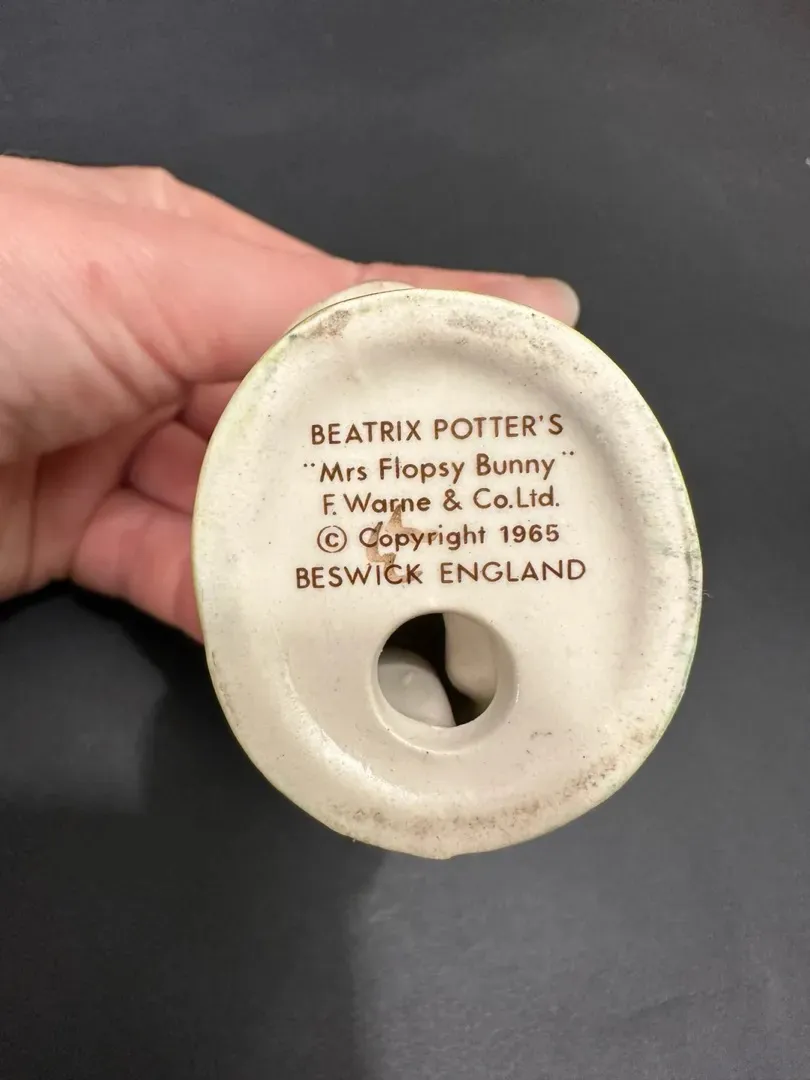 BEATRIX POTTER'S
"Mrs Flopsy Bunny"
F. Warne & Co.Ltd.
© Copyright 1965
BESWICK ENGLAND